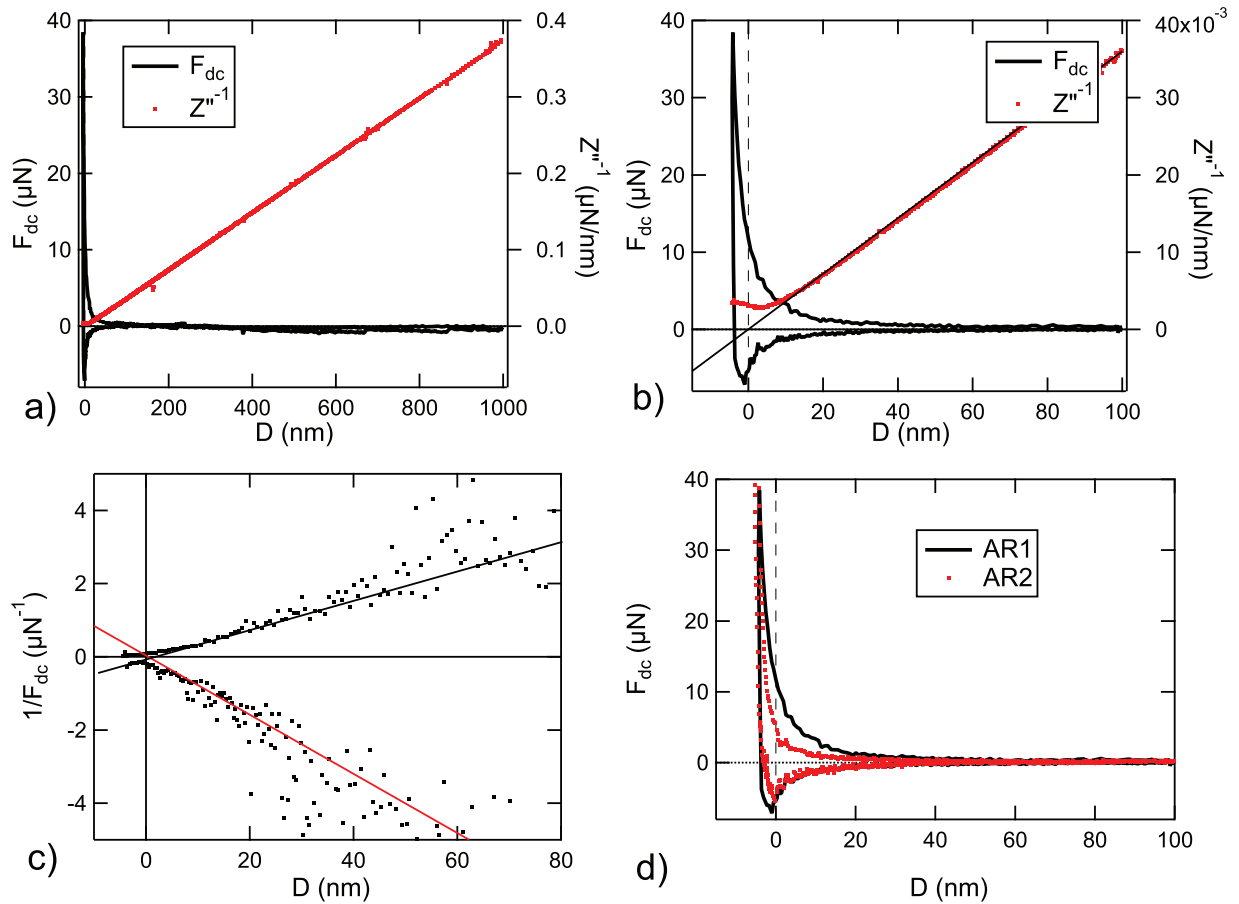 40
30
20
10
0
F_dc (µN)
0.4
0.3
0.2
0.1
0.0
Z''⁻¹ (µN/nm)
F_dc
Z''⁻¹
0 200 400 600 800 1000
D (nm)
a)
40
30
20
10
0
F_dc (µN)
40x10⁻³
30
20
10
0
Z''⁻¹ (µN/nm)
F_dc
Z''⁻¹
0 20 40 60 80 100
D (nm)
b)
4
2
0
-2
-4
1/F_dc (µN⁻¹)
0 20 40 60 80
D (nm)
c)
40
30
20
10
0
F_dc (µN)
AR1
AR2
0 20 40 60 80 100
D (nm)
d)